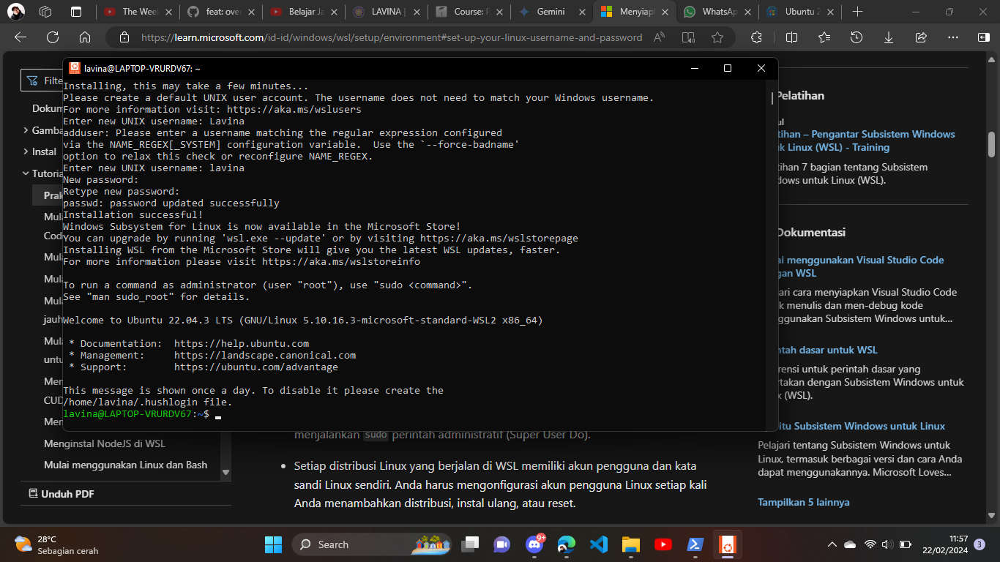 The Week
feat: over
Belajar Ja
LAVINA |
Course: P
Gemini
Menyiap
WhatsAp
Ubuntu 2
https://learn.microsoft.com/id-id/windows/wsl/setup/environment#set-up-your-linux-username-and-password
lavina@LAPTOP-VRURDV67: ~
Installing, this may take a few minutes...
Please create a default UNIX user account. The username does not need to match your Windows username.
For more information visit: https://aka.ms/wslusers
Enter new UNIX username: Lavina
adduser: Please enter a username matching the regular expression configured
via the NAME_REGEX[_SYSTEM] configuration variable.  Use the `--force-badname'
option to relax this check or reconfigure NAME_REGEX.
Enter new UNIX username: lavina
New password:
Retype new password:
passwd: password updated successfully
Installation successful!
Windows Subsystem for Linux is now available in the Microsoft Store!
You can upgrade by running 'wsl.exe --update' or by visiting https://aka.ms/wslstorepage
Installing WSL from the Microsoft Store will give you the latest WSL updates, faster.
For more information please visit https://aka.ms/wslstoreinfo
To run a command as administrator (user "root"), use "sudo <command>".
See "man sudo_root" for details.
Welcome to Ubuntu 22.04.3 LTS (GNU/Linux 5.10.16.3-microsoft-standard-WSL2 x86_64)
* Documentation:  https://help.ubuntu.com
* Management:     https://landscape.canonical.com
* Support:        https://ubuntu.com/advantage
This message is shown once a day. To disable it please create the
/home/lavina/.hushlogin file.
lavina@LAPTOP-VRURDV67:~$
Filte
Dokum
Gamba
Instal
Tutoria
Prak
Mula
Cod
Mula
Mula
Mula
jauh
Mula
untu
Men
CUD
Men
Menginstal NodeJS di WSL
Mulai menggunakan Linux dan Bash
Unduh PDF
menjalankan sudo perintah administratif (Super User Do).
• Setiap distribusi Linux yang berjalan di WSL memiliki akun pengguna dan kata
sandi Linux sendiri. Anda harus mengonfigurasi akun pengguna Linux setiap kali
Anda menambahkan distribusi, instal ulang, atau reset.
Pelatihan
ul
tihan – Pengantar Subsistem Windows
k Linux (WSL) - Training
tihan 7 bagian tentang Subsistem
dows untuk Linux (WSL).
Dokumentasi
ai menggunakan Visual Studio Code
gan WSL
ari cara menyiapkan Visual Studio Code
k menulis dan men-debug kode
ggunakan Subsistem Windows untuk...
ntah dasar untuk WSL
rensi untuk perintah dasar yang
rtakan dengan Subsistem Windows untuk
x (WSL).
itu Subsistem Windows untuk Linux
Pelajari tentang Subsistem Windows untuk
Linux, termasuk berbagai versi dan cara Anda
dapat menggunakannya. Microsoft Loves...
Tampilkan 5 lainnya
28°C
Sebagian cerah
Search
9+
11:57
22/02/2024
3